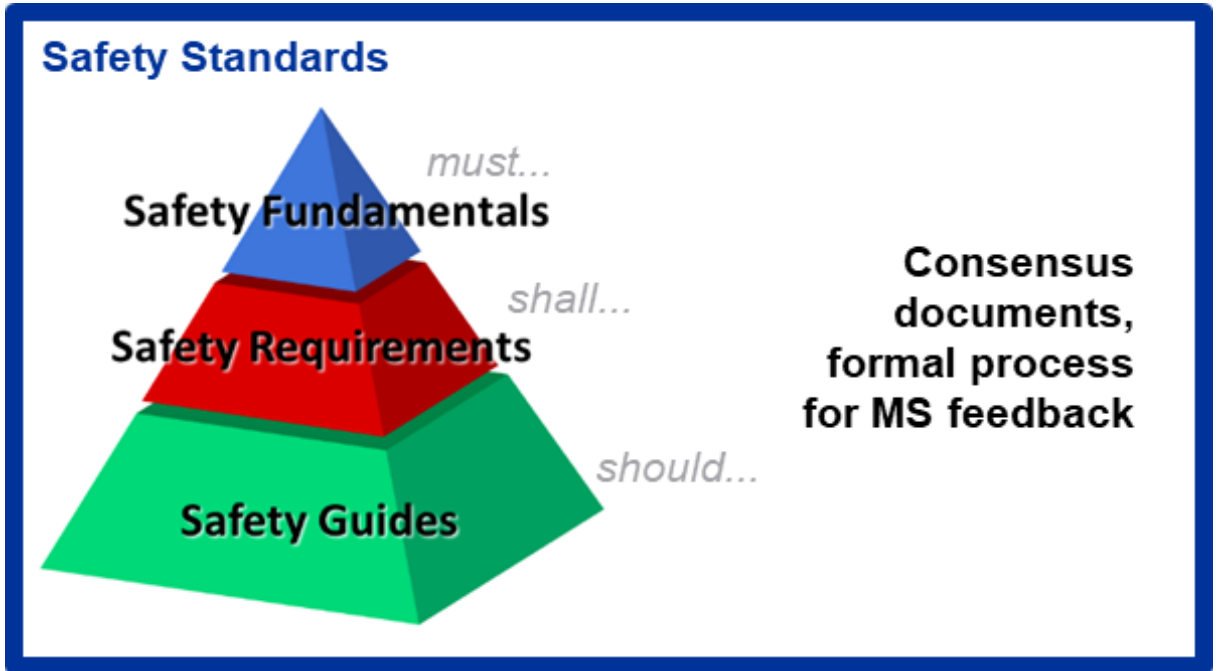 Safety Standards
must...
Safety Fundamentals
shall...
Safety Requirements
should...
Safety Guides
Consensus
documents,
formal process
for MS feedback